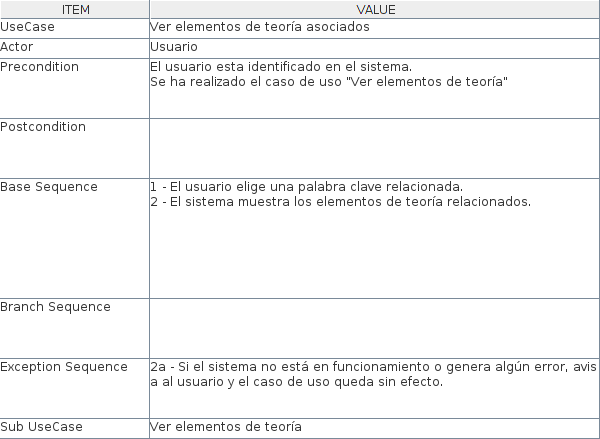 ITEM VALUE
UseCase Ver elementos de teoría asociados
Actor Usuario
Precondition El usuario esta identificado en el sistema.
Se ha realizado el caso de uso "Ver elementos de teoría"
Postcondition
Base Sequence 1 - El usuario elige una palabra clave relacionada.
2 - El sistema muestra los elementos de teoría relacionados.
Branch Sequence
Exception Sequence 2a - Si el sistema no está en funcionamiento o genera algún error, avis
a al usuario y el caso de uso queda sin efecto.
Sub UseCase Ver elementos de teoría